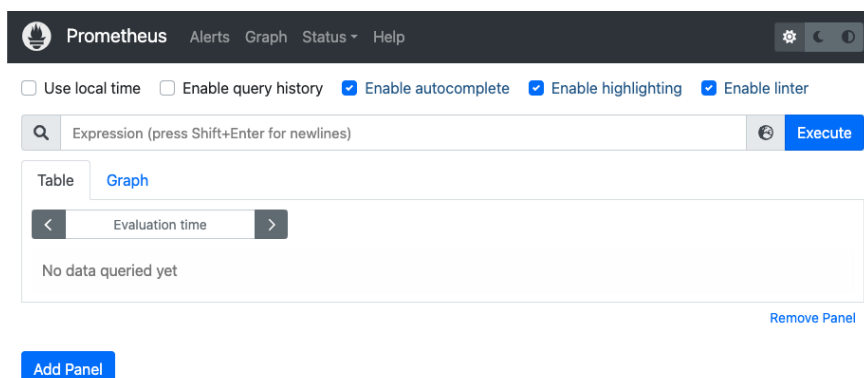 Prometheus Alerts Graph Status Help
Use local time Enable query history Enable autocomplete Enable highlighting Enable linter
Expression (press Shift+Enter for newlines) Execute
Table Graph
Evaluation time
No data queried yet
Remove Panel
Add Panel